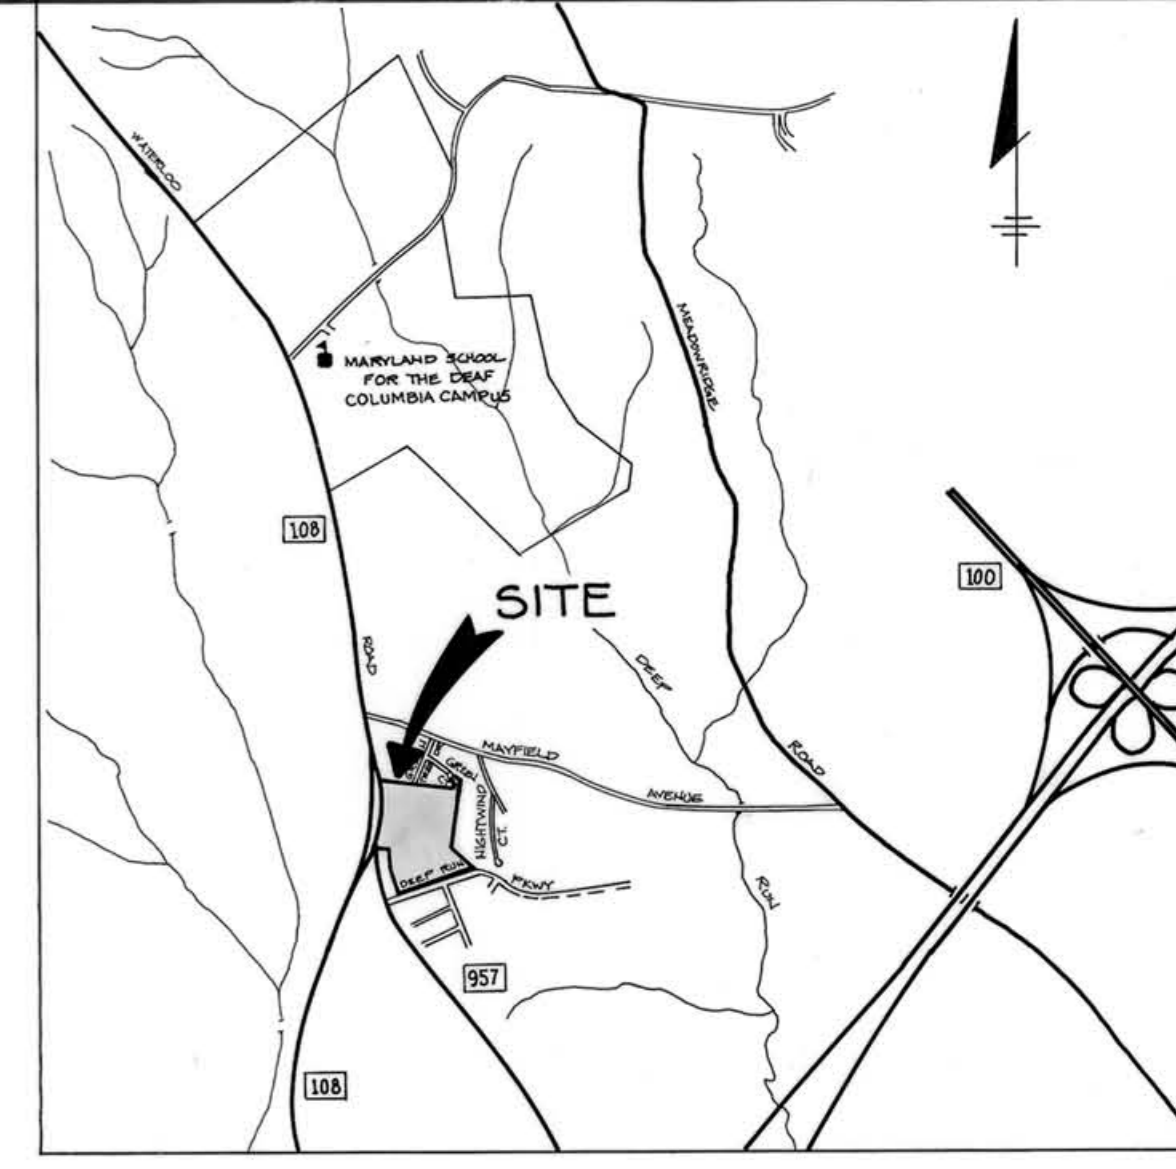 WATERLOO
MEADOWRIDGE
MARYLAND SCHOOL
FOR THE DEAF
COLUMBIA CAMPUS
108
100
SITE
ROAD
DEEP
MAYFIELD
ROAD
GREEN
AVENUE
NIGHTWIND
CT.
DEEP RUN
PKWY
RUN
957
108